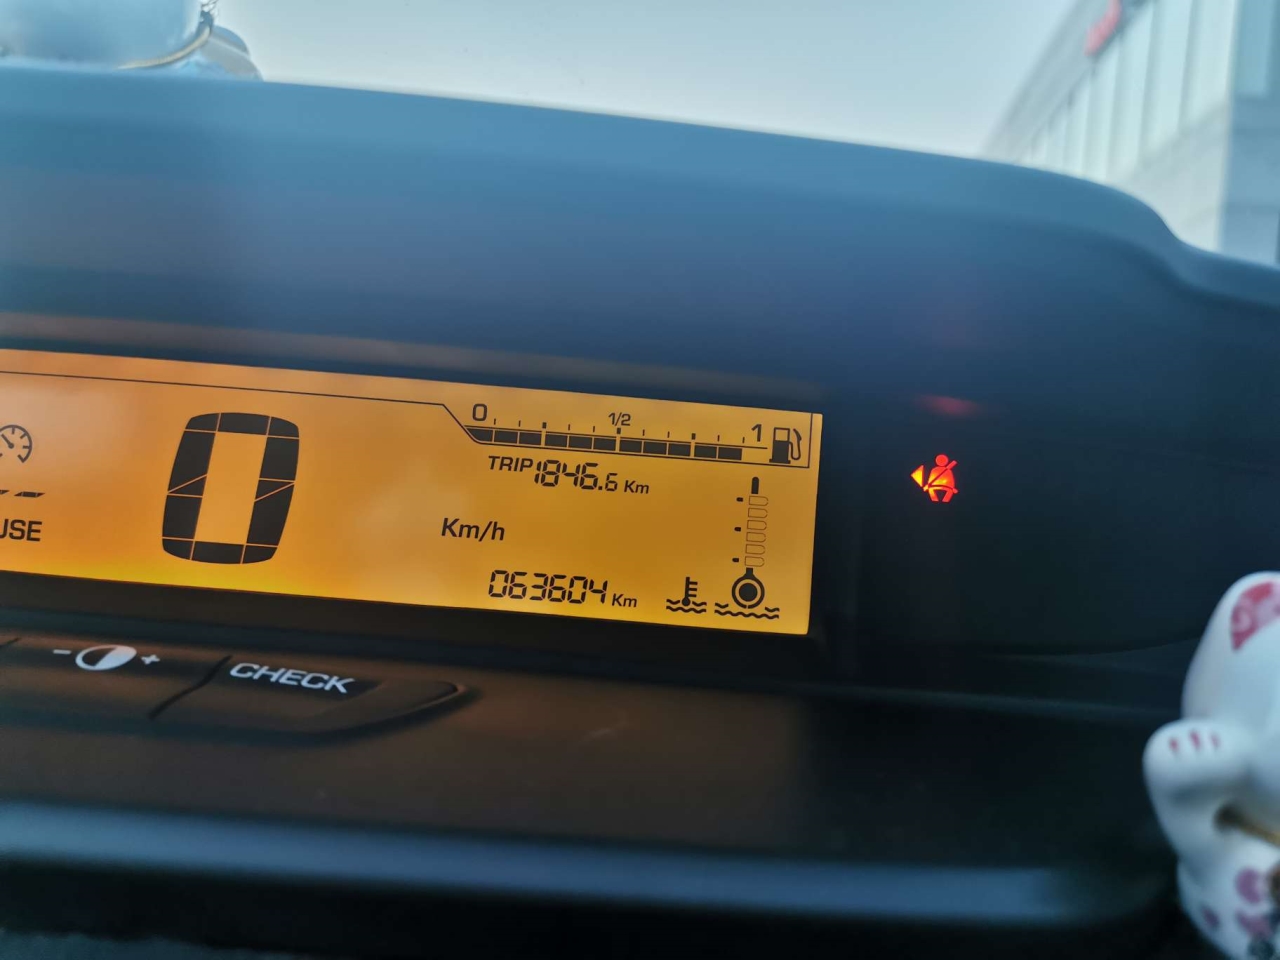 0 1/2 1
TRIP 1846.6 Km
0
Km/h
USE
063604 Km
- +
CHECK